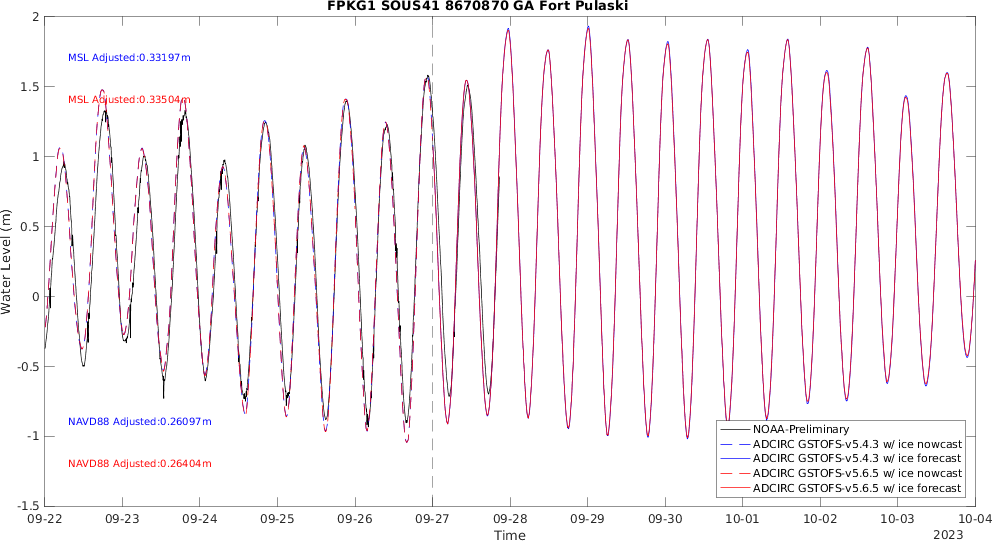 FPKG1 SOUS41 8670870 GA Fort Pulaski
2
1.5
1
0.5
0
-0.5
-1
-1.5
Water Level (m)
MSL Adjusted:0.33197m
MSL Adjusted:0.33504m
NAVD88 Adjusted:0.26097m
NAVD88 Adjusted:0.26404m
NOAA-Preliminary
ADCIRC GSTOFS-v5.4.3 w/ ice nowcast
ADCIRC GSTOFS-v5.4.3 w/ ice forecast
ADCIRC GSTOFS-v5.6.5 w/ ice nowcast
ADCIRC GSTOFS-v5.6.5 w/ ice forecast
09-22 09-23 09-24 09-25 09-26 09-27 09-28 09-29 09-30 10-01 10-02 10-03 10-04
Time
2023